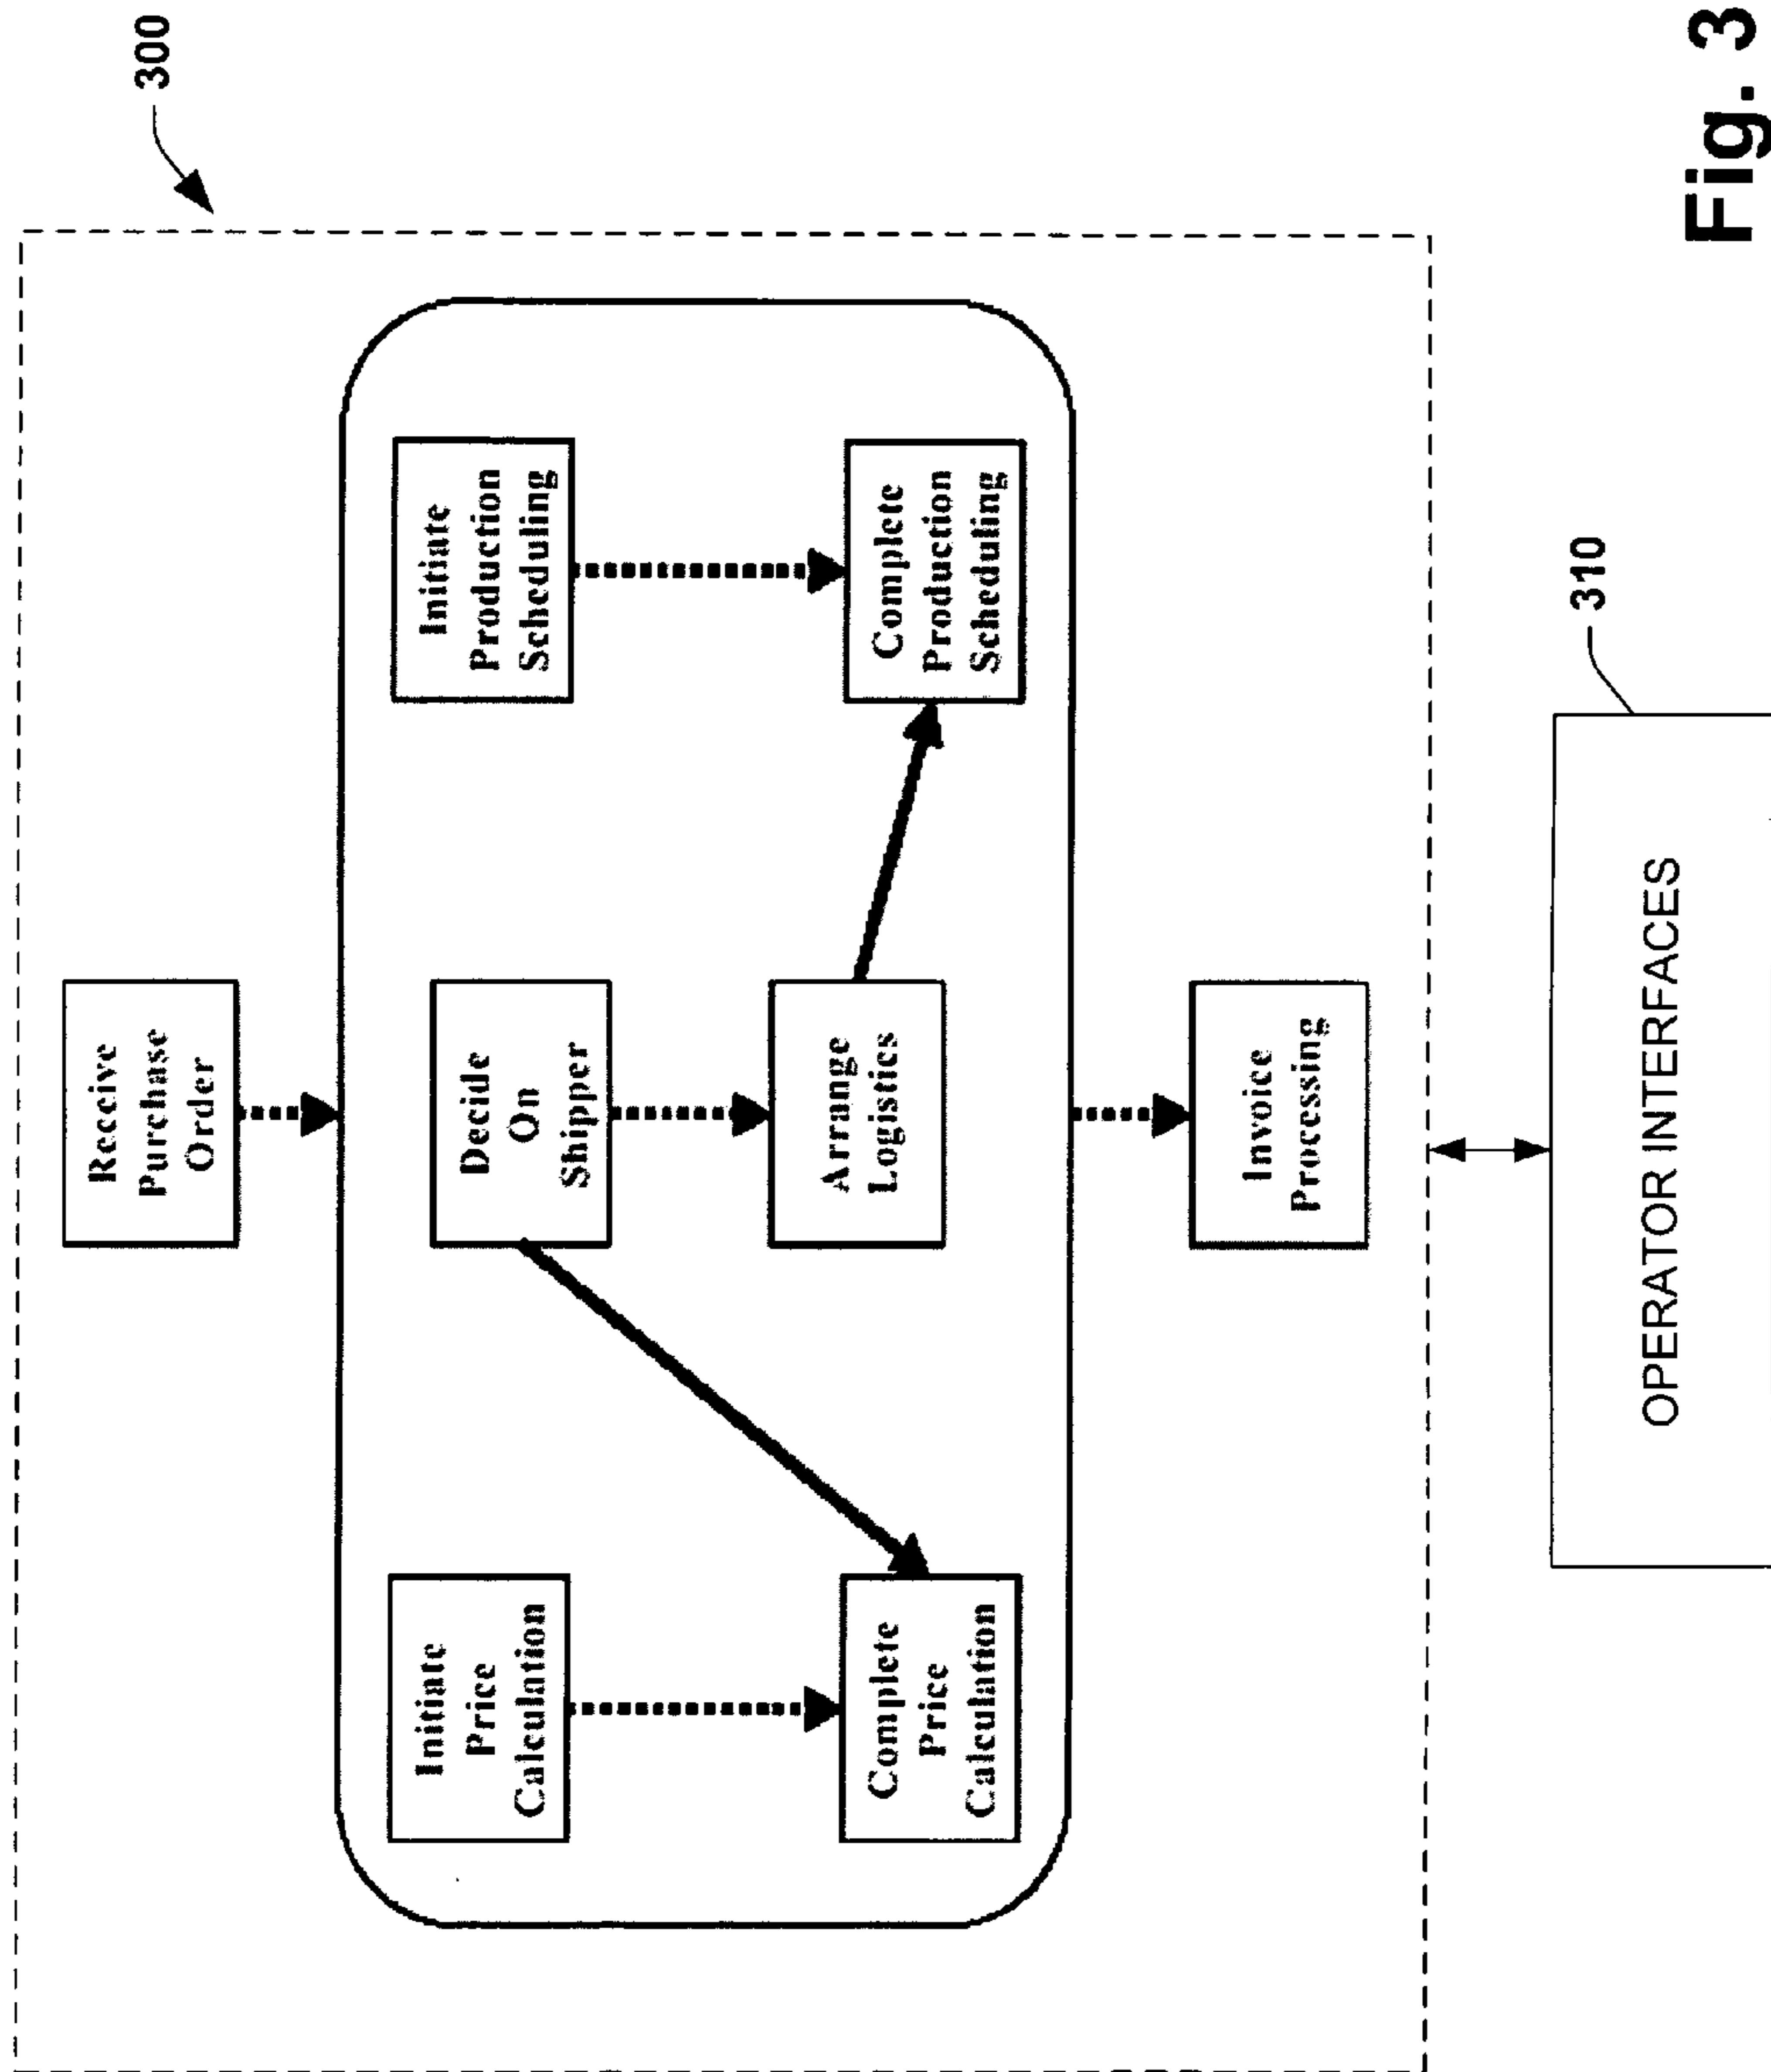 300
Receive
Purchase
Order
Initiate
Price
Calculation
Decide
On
Shipper
Initiate
Production
Scheduling
Complete
Price
Calculation
Arrange
Logistics
Complete
Production
Scheduling
Invoice
Processing
310
OPERATOR INTERFACES
Fig. 3